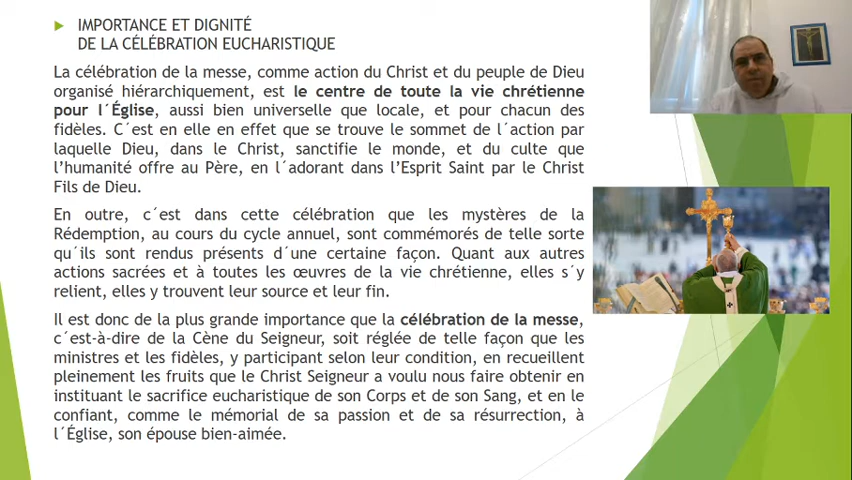 IMPORTANCE ET DIGNITÉ
DE LA CÉLÉBRATION EUCHARISTIQUE
La célébration de la messe, comme action du Christ et du peuple de Dieu
organisé hiérarchiquement, est le centre de toute la vie chrétienne
pour l´Église, aussi bien universelle que locale, et pour chacun des
fidèles. C´est en elle en effet que se trouve le sommet de l´action par
laquelle Dieu, dans le Christ, sanctifie le monde, et du culte que
l’humanité offre au Père, en l´adorant dans l’Esprit Saint par le Christ
Fils de Dieu.
En outre, c´est dans cette célébration que les mystères de la
Rédemption, au cours du cycle annuel, sont commémorés de telle sorte
qu´ils sont rendus présents d´une certaine façon. Quant aux autres
actions sacrées et à toutes les œuvres de la vie chrétienne, elles s´y
relient, elles y trouvent leur source et leur fin.
Il est donc de la plus grande importance que la célébration de la messe,
c´est-à-dire de la Cène du Seigneur, soit réglée de telle façon que les
ministres et les fidèles, y participant selon leur condition, en recueillent
pleinement les fruits que le Christ Seigneur a voulu nous faire obtenir en
instituant le sacrifice eucharistique de son Corps et de son Sang, et en le
confiant, comme le mémorial de sa passion et de sa résurrection, à
l´Église, son épouse bien-aimée.